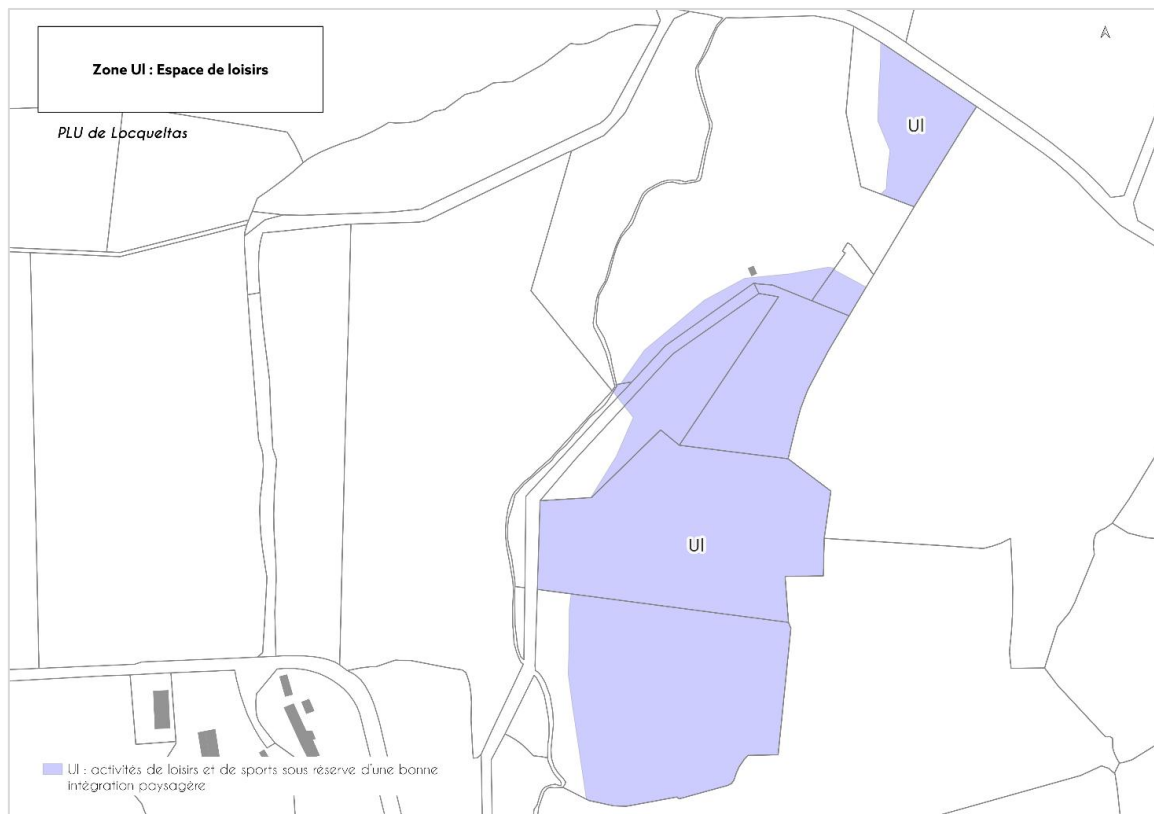 Zone Ul : Espace de loisirs
PLU de Locqueltas
Ul
Ul
Ul : activités de loisirs et de sports sous réserve d'une bonne
intégration paysagère